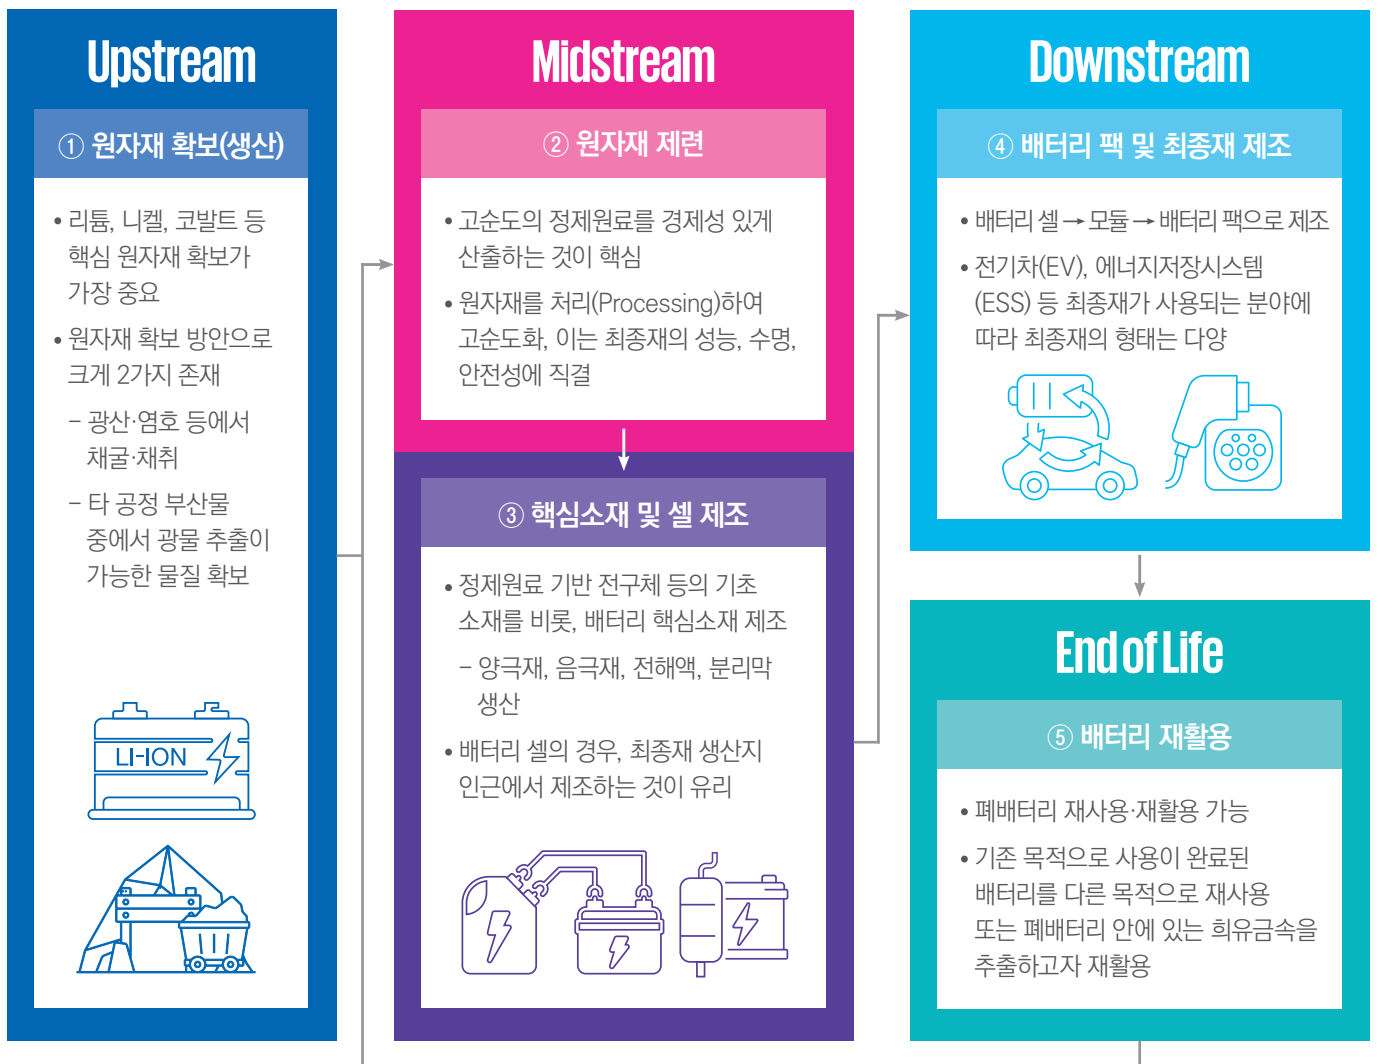 Upstream
① 원자재 확보(생산)
• 리튬, 니켈, 코발트 등
핵심 원자재 확보가
가장 중요
• 원자재 확보 방안으로
크게 2가지 존재
- 광산·염호 등에서
채굴·채취
- 타 공정 부산물
중에서 광물 추출이
가능한 물질 확보
LI-ION
Midstream
② 원자재 제련
• 고순도의 정제원료를 경제성 있게
산출하는 것이 핵심
• 원자재를 처리(Processing)하여
고순도화, 이는 최종재의 성능, 수명,
안전성에 직결
③ 핵심소재 및 셀 제조
• 정제원료 기반 전구체 등의 기초
소재를 비롯, 배터리 핵심소재 제조
- 양극재, 음극재, 전해액, 분리막
생산
• 배터리 셀의 경우, 최종재 생산지
인근에서 제조하는 것이 유리
Downstream
④ 배터리 팩 및 최종재 제조
• 배터리 셀 → 모듈 → 배터리 팩으로 제조
• 전기차(EV), 에너지저장시스템
(ESS) 등 최종재가 사용되는 분야에
따라 최종재의 형태는 다양
End of Life
⑤ 배터리 재활용
• 폐배터리 재사용·재활용 가능
• 기존 목적으로 사용이 완료된
배터리를 다른 목적으로 재사용
또는 폐배터리 안에 있는 희유금속을
추출하고자 재활용